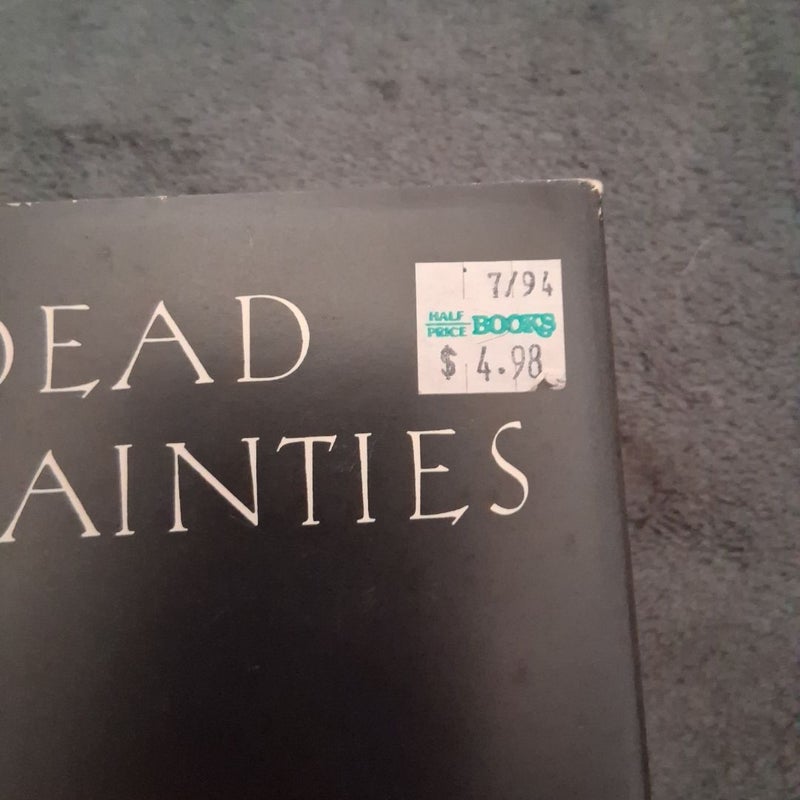 7/94
HALF PRICE BOOKS
$ 4.98
DEAD
AINTIES